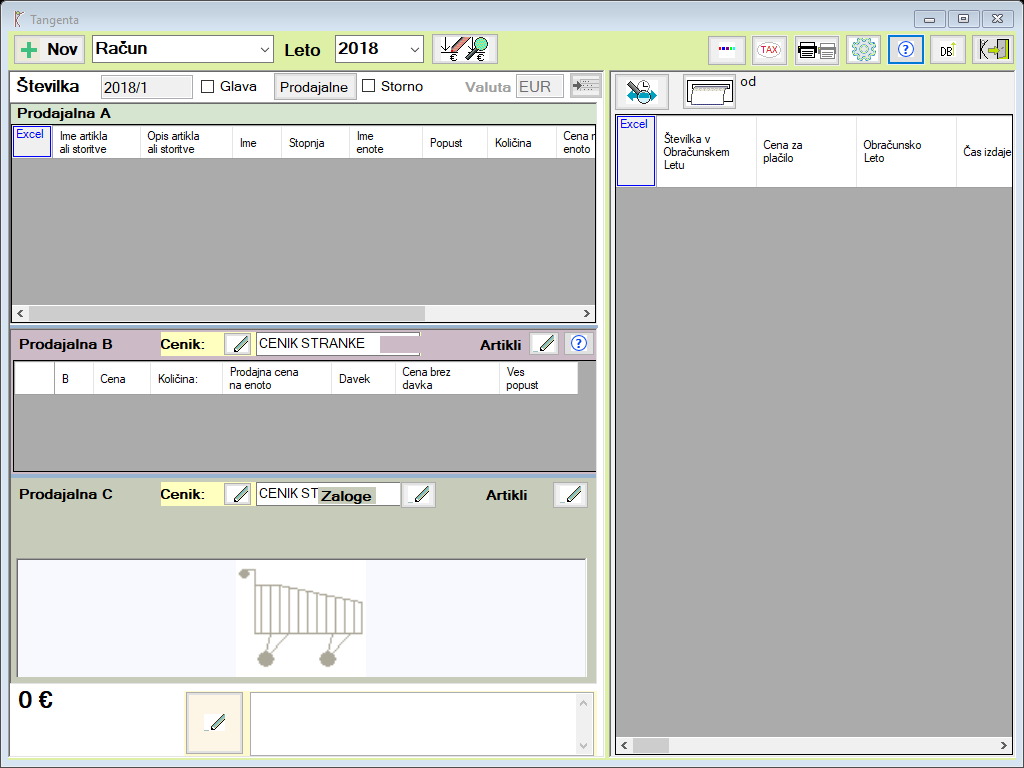 Tangenta
Nov Račun Leto 2018 € € TAX ? DB
Številka 2018/1 Glava Prodajalne Storno Valuta EUR
od
Prodajalna A
Excel Ime artikla ali storitve Opis artikla ali storitve Ime Stopnja Ime enote Popust Količina Cena enoto
Excel Številka v Obračunskem Letu Cena za plačilo Obračunsko Leto Čas izdaje
Prodajalna B Cenik: CENIK STRANKE Artikli ?
B Cena Količina: Prodajna cena na enoto Davek Cena brez davka Ves popust
Prodajalna C Cenik: CENIK ST Zaloge Artikli
0 €